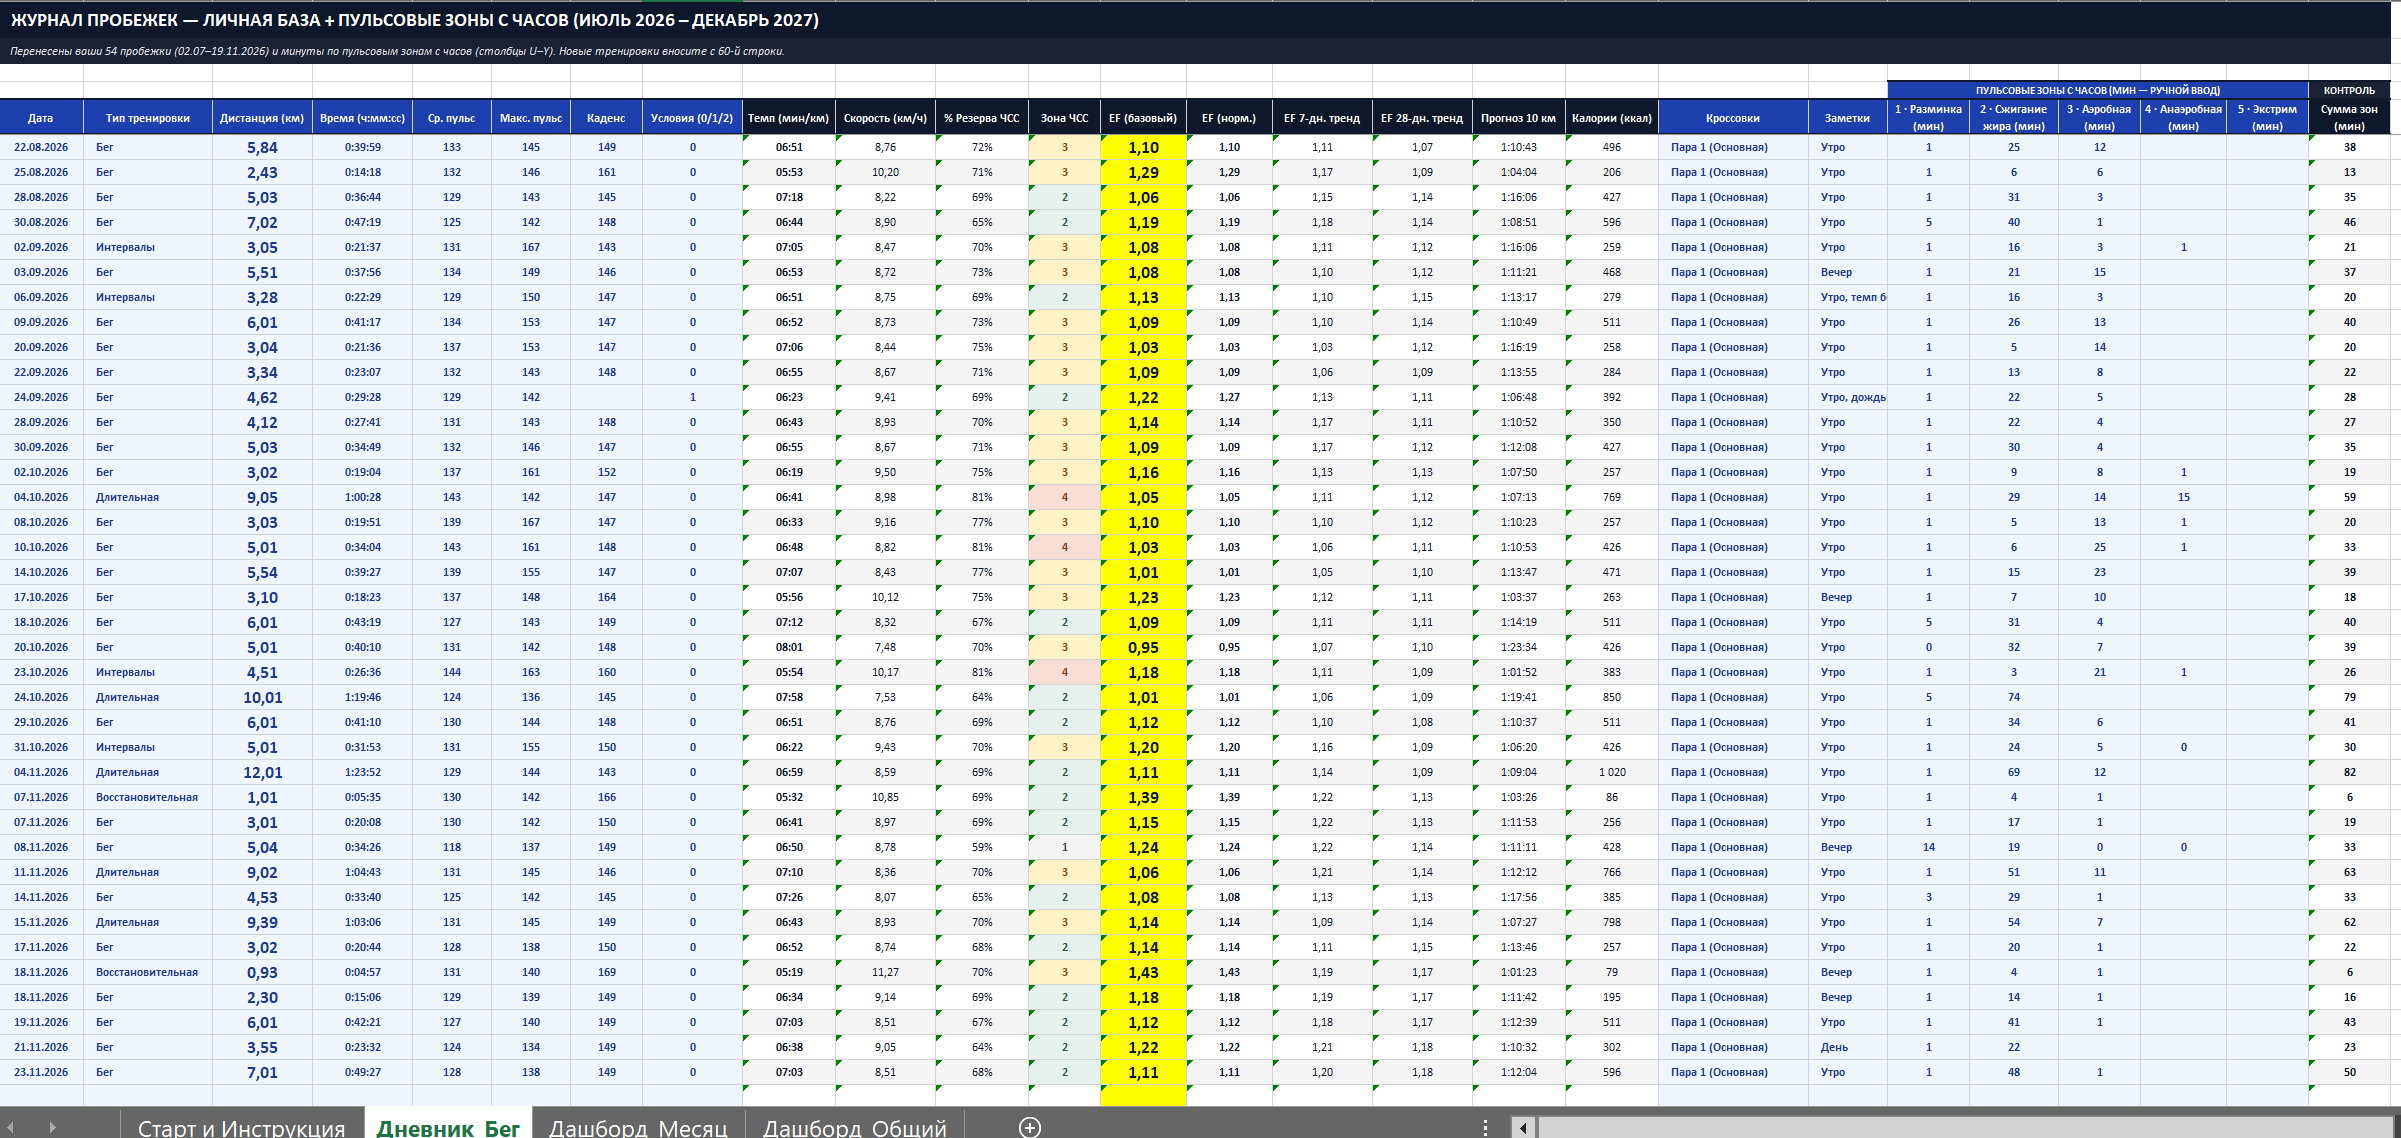 ЖУРНАЛ ПРОБЕЖЕК — ЛИЧНАЯ БАЗА + ПУЛЬСОВЫЕ ЗОНЫ С ЧАСОВ (ИЮЛЬ 2026 – ДЕКАБРЬ 2027)
Перенесены ваши 54 пробежки (02.07–19.11.2026) и минуты по пульсовым зонам с часов (столбцы U–Y). Новые тренировки вносите с 60-й строки.
ПУЛЬСОВЫЕ ЗОНЫ С ЧАСОВ (МИН — РУЧНОЙ ВВОД) КОНТРОЛЬ
Дата Тип тренировки Дистанция (км) Время (ч:мм:сс) Ср. пульс Макс. пульс Каденс Условия (0/1/2) Темп (мин/км) Скорость (км/ч) % Резерва ЧСС Зона ЧСС EF (базовый) EF (норм.) EF 7-дн. тренд EF 28-дн. тренд Прогноз 10 км Калории (ккал) Кроссовки Заметки 1 · Разминка (мин) 2 · Сжигание жира (мин) 3 · Аэробная (мин) 4 · Анаэробная (мин) 5 · Экстрим (мин) Сумма зон (мин)
22.08.2026 Бег 5,84 0:39:59 133 145 149 0 06:51 8,76 72% 3 1,10 1,10 1,11 1,07 1:10:43 496 Пара 1 (Основная) Утро 1 25 12 38
25.08.2026 Бег 2,43 0:14:18 132 146 161 0 05:53 10,20 71% 3 1,29 1,29 1,17 1,09 1:04:04 206 Пара 1 (Основная) Утро 1 6 6 13
28.08.2026 Бег 5,03 0:36:44 129 143 145 0 07:18 8,22 69% 2 1,06 1,06 1,15 1,14 1:16:06 427 Пара 1 (Основная) Утро 1 31 3 35
30.08.2026 Бег 7,02 0:47:19 125 142 148 0 06:44 8,90 65% 2 1,19 1,19 1,18 1,14 1:08:51 596 Пара 1 (Основная) Утро 5 40 1 46
02.09.2026 Интервалы 3,05 0:21:37 131 167 143 0 07:05 8,47 70% 3 1,08 1,08 1,11 1,12 1:16:06 259 Пара 1 (Основная) Утро 1 16 3 1 21
03.09.2026 Бег 5,51 0:37:56 134 149 146 0 06:53 8,72 73% 3 1,08 1,08 1,10 1,12 1:11:21 468 Пара 1 (Основная) Вечер 1 21 15 37
06.09.2026 Интервалы 3,28 0:22:29 129 150 147 0 06:51 8,75 69% 2 1,13 1,13 1,10 1,15 1:13:17 279 Пара 1 (Основная) Утро, темп б 1 16 3 20
09.09.2026 Бег 6,01 0:41:17 134 153 147 0 06:52 8,73 73% 3 1,09 1,09 1,10 1,14 1:10:49 511 Пара 1 (Основная) Утро 1 26 13 40
20.09.2026 Бег 3,04 0:21:36 137 153 147 0 07:06 8,44 75% 3 1,03 1,03 1,03 1,12 1:16:19 258 Пара 1 (Основная) Утро 1 5 14 20
22.09.2026 Бег 3,34 0:23:07 132 143 148 0 06:55 8,67 71% 3 1,09 1,09 1,06 1,09 1:13:55 284 Пара 1 (Основная) Утро 1 13 8 22
24.09.2026 Бег 4,62 0:29:28 129 142 1 06:23 9,41 69% 2 1,22 1,27 1,13 1,11 1:06:48 392 Пара 1 (Основная) Утро, дождь 1 22 5 28
28.09.2026 Бег 4,12 0:27:41 131 143 148 0 06:43 8,93 70% 3 1,14 1,14 1,17 1,11 1:10:52 350 Пара 1 (Основная) Утро 1 22 4 27
30.09.2026 Бег 5,03 0:34:49 132 146 147 0 06:55 8,67 71% 3 1,09 1,09 1,17 1,12 1:12:08 427 Пара 1 (Основная) Утро 1 30 4 35
02.10.2026 Бег 3,02 0:19:04 137 161 152 0 06:19 9,50 75% 3 1,16 1,16 1,13 1,13 1:07:50 257 Пара 1 (Основная) Утро 1 9 8 1 19
04.10.2026 Длительная 9,05 1:00:28 143 142 147 0 06:41 8,98 81% 4 1,05 1,05 1,11 1,12 1:07:13 769 Пара 1 (Основная) Утро 1 29 14 15 59
08.10.2026 Бег 3,03 0:19:51 139 167 147 0 06:33 9,16 77% 3 1,10 1,10 1,10 1,12 1:10:23 257 Пара 1 (Основная) Утро 1 5 13 1 20
10.10.2026 Бег 5,01 0:34:04 143 161 148 0 06:48 8,82 81% 4 1,03 1,03 1,06 1,11 1:10:53 426 Пара 1 (Основная) Утро 1 6 25 1 33
14.10.2026 Бег 5,54 0:39:27 139 155 147 0 07:07 8,43 77% 3 1,01 1,01 1,05 1,10 1:13:47 471 Пара 1 (Основная) Утро 1 15 23 39
17.10.2026 Бег 3,10 0:18:23 137 148 164 0 05:56 10,12 75% 3 1,23 1,23 1,12 1,11 1:03:37 263 Пара 1 (Основная) Вечер 1 7 10 18
18.10.2026 Бег 6,01 0:43:19 127 143 149 0 07:12 8,32 67% 2 1,09 1,09 1,11 1,11 1:14:19 511 Пара 1 (Основная) Утро 5 31 4 40
20.10.2026 Бег 5,01 0:40:10 131 142 148 0 08:01 7,48 70% 3 0,95 0,95 1,07 1,10 1:23:34 426 Пара 1 (Основная) Утро 0 32 7 39
23.10.2026 Интервалы 4,51 0:26:36 144 163 160 0 05:54 10,17 81% 4 1,18 1,18 1,11 1,09 1:01:52 383 Пара 1 (Основная) Утро 1 3 21 1 26
24.10.2026 Длительная 10,01 1:19:46 124 136 145 0 07:58 7,53 64% 2 1,01 1,01 1,06 1,09 1:19:41 850 Пара 1 (Основная) Утро 5 74 79
29.10.2026 Бег 6,01 0:41:10 130 144 148 0 06:51 8,76 69% 2 1,12 1,12 1,10 1,08 1:10:37 511 Пара 1 (Основная) Утро 1 34 6 41
31.10.2026 Интервалы 5,01 0:31:53 131 155 150 0 06:22 9,43 70% 3 1,20 1,20 1,16 1,09 1:06:20 426 Пара 1 (Основная) Утро 1 24 5 0 30
04.11.2026 Длительная 12,01 1:23:52 129 144 143 0 06:59 8,59 69% 2 1,11 1,11 1,14 1,09 1:09:04 1 020 Пара 1 (Основная) Утро 1 69 12 82
07.11.2026 Восстановительная 1,01 0:05:35 130 142 166 0 05:32 10,85 69% 2 1,39 1,39 1,22 1,13 1:03:26 86 Пара 1 (Основная) Утро 1 4 1 6
07.11.2026 Бег 3,01 0:20:08 130 142 150 0 06:41 8,97 69% 2 1,15 1,15 1,22 1,13 1:11:53 256 Пара 1 (Основная) Утро 1 17 1 19
08.11.2026 Бег 5,04 0:34:26 118 137 149 0 06:50 8,78 59% 1 1,24 1,24 1,22 1,14 1:11:11 428 Пара 1 (Основная) Вечер 14 19 0 0 33
11.11.2026 Длительная 9,02 1:04:43 131 145 146 0 07:10 8,36 70% 3 1,06 1,06 1,21 1,14 1:12:12 766 Пара 1 (Основная) Утро 1 51 11 63
14.11.2026 Бег 4,53 0:33:40 125 142 145 0 07:26 8,07 65% 2 1,08 1,08 1,13 1,13 1:17:56 385 Пара 1 (Основная) Утро 3 29 1 33
15.11.2026 Длительная 9,39 1:03:06 131 145 149 0 06:43 8,93 70% 3 1,14 1,14 1,09 1,14 1:07:27 798 Пара 1 (Основная) Утро 1 54 7 62
17.11.2026 Бег 3,02 0:20:44 128 138 150 0 06:52 8,74 68% 2 1,14 1,14 1,11 1,15 1:13:46 257 Пара 1 (Основная) Утро 1 20 1 22
18.11.2026 Восстановительная 0,93 0:04:57 131 140 169 0 05:19 11,27 70% 3 1,43 1,43 1,19 1,17 1:01:23 79 Пара 1 (Основная) Вечер 1 4 1 6
18.11.2026 Бег 2,30 0:15:06 129 139 149 0 06:34 9,14 69% 2 1,18 1,18 1,19 1,17 1:11:42 195 Пара 1 (Основная) Вечер 1 14 1 16
19.11.2026 Бег 6,01 0:42:21 127 140 149 0 07:03 8,51 67% 2 1,12 1,12 1,18 1,17 1:12:39 511 Пара 1 (Основная) Утро 1 41 1 43
21.11.2026 Бег 3,55 0:23:32 124 134 149 0 06:38 9,05 64% 2 1,22 1,22 1,21 1,18 1:10:32 302 Пара 1 (Основная) День 1 22 23
23.11.2026 Бег 7,01 0:49:27 128 138 149 0 07:03 8,51 68% 2 1,11 1,11 1,20 1,18 1:12:04 596 Пара 1 (Основная) Утро 1 48 1 50
Старт и Инструкция Дневник_Бег Дашборд_Месяц Дашборд_Общий